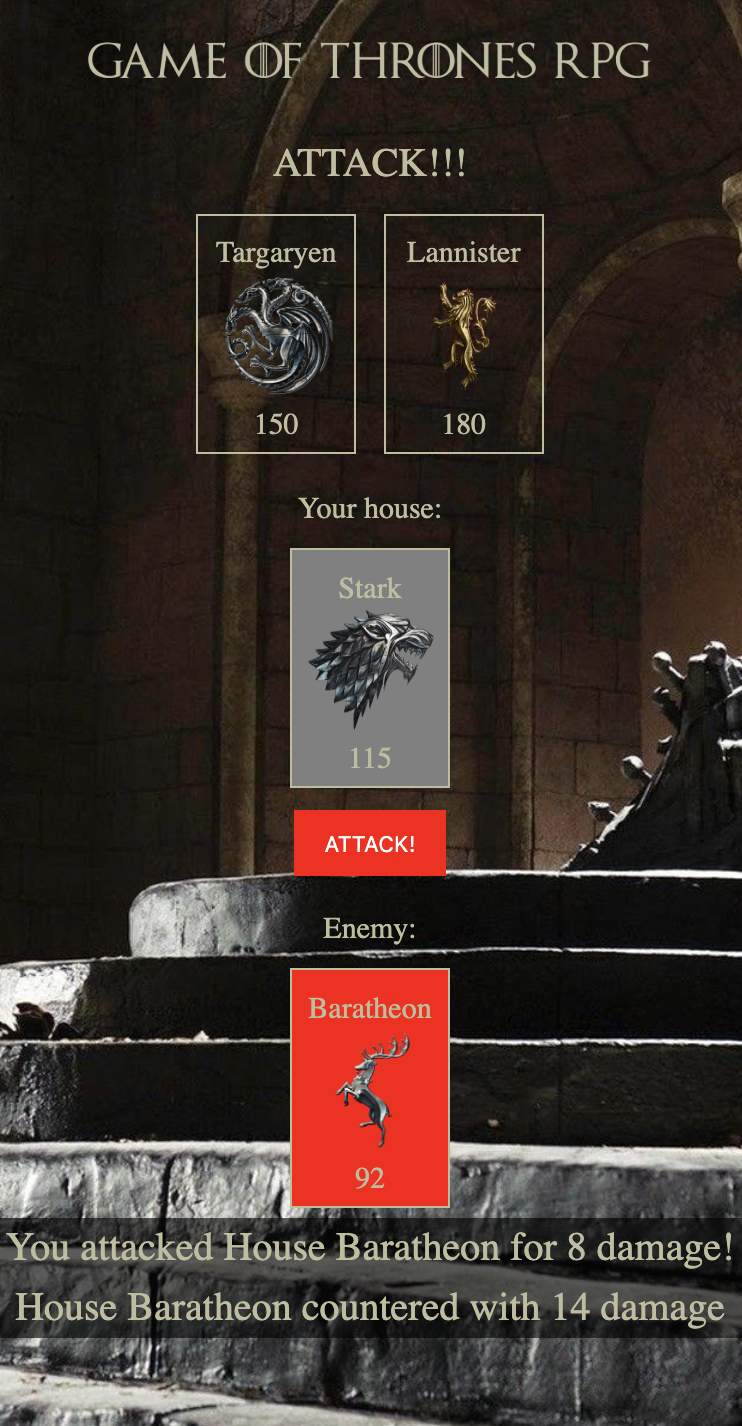 GAME OF THRONES RPG
ATTACK!!!
Targaryen Lannister
150 180
Your house:
Stark
115
ATTACK!
Enemy:
Baratheon
92
You attacked House Baratheon for 8 damage!
House Baratheon countered with 14 damage